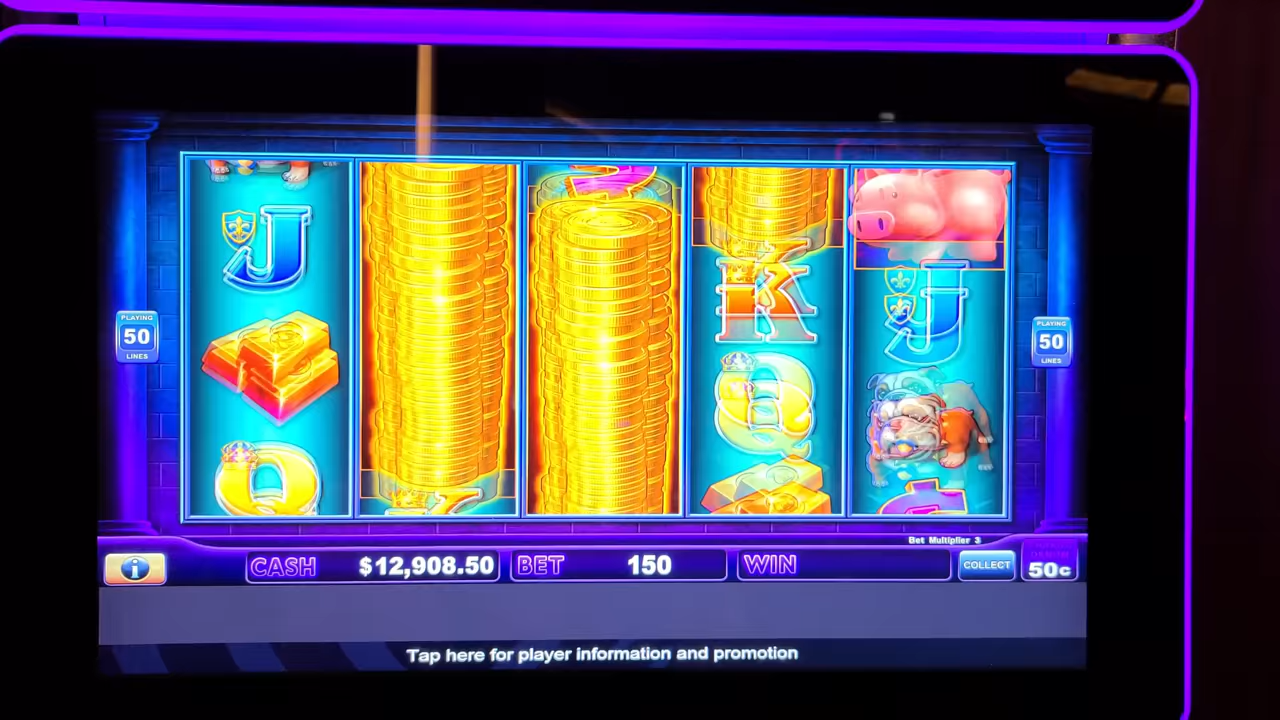 J
K
Q
J
Q
PLAYING
50
LINES
PLAYING
50
LINES
Bet Multiplier 3
CASH $12,908.50 BET 150 WIN COLLECT
50c
Tap here for player information and promotion